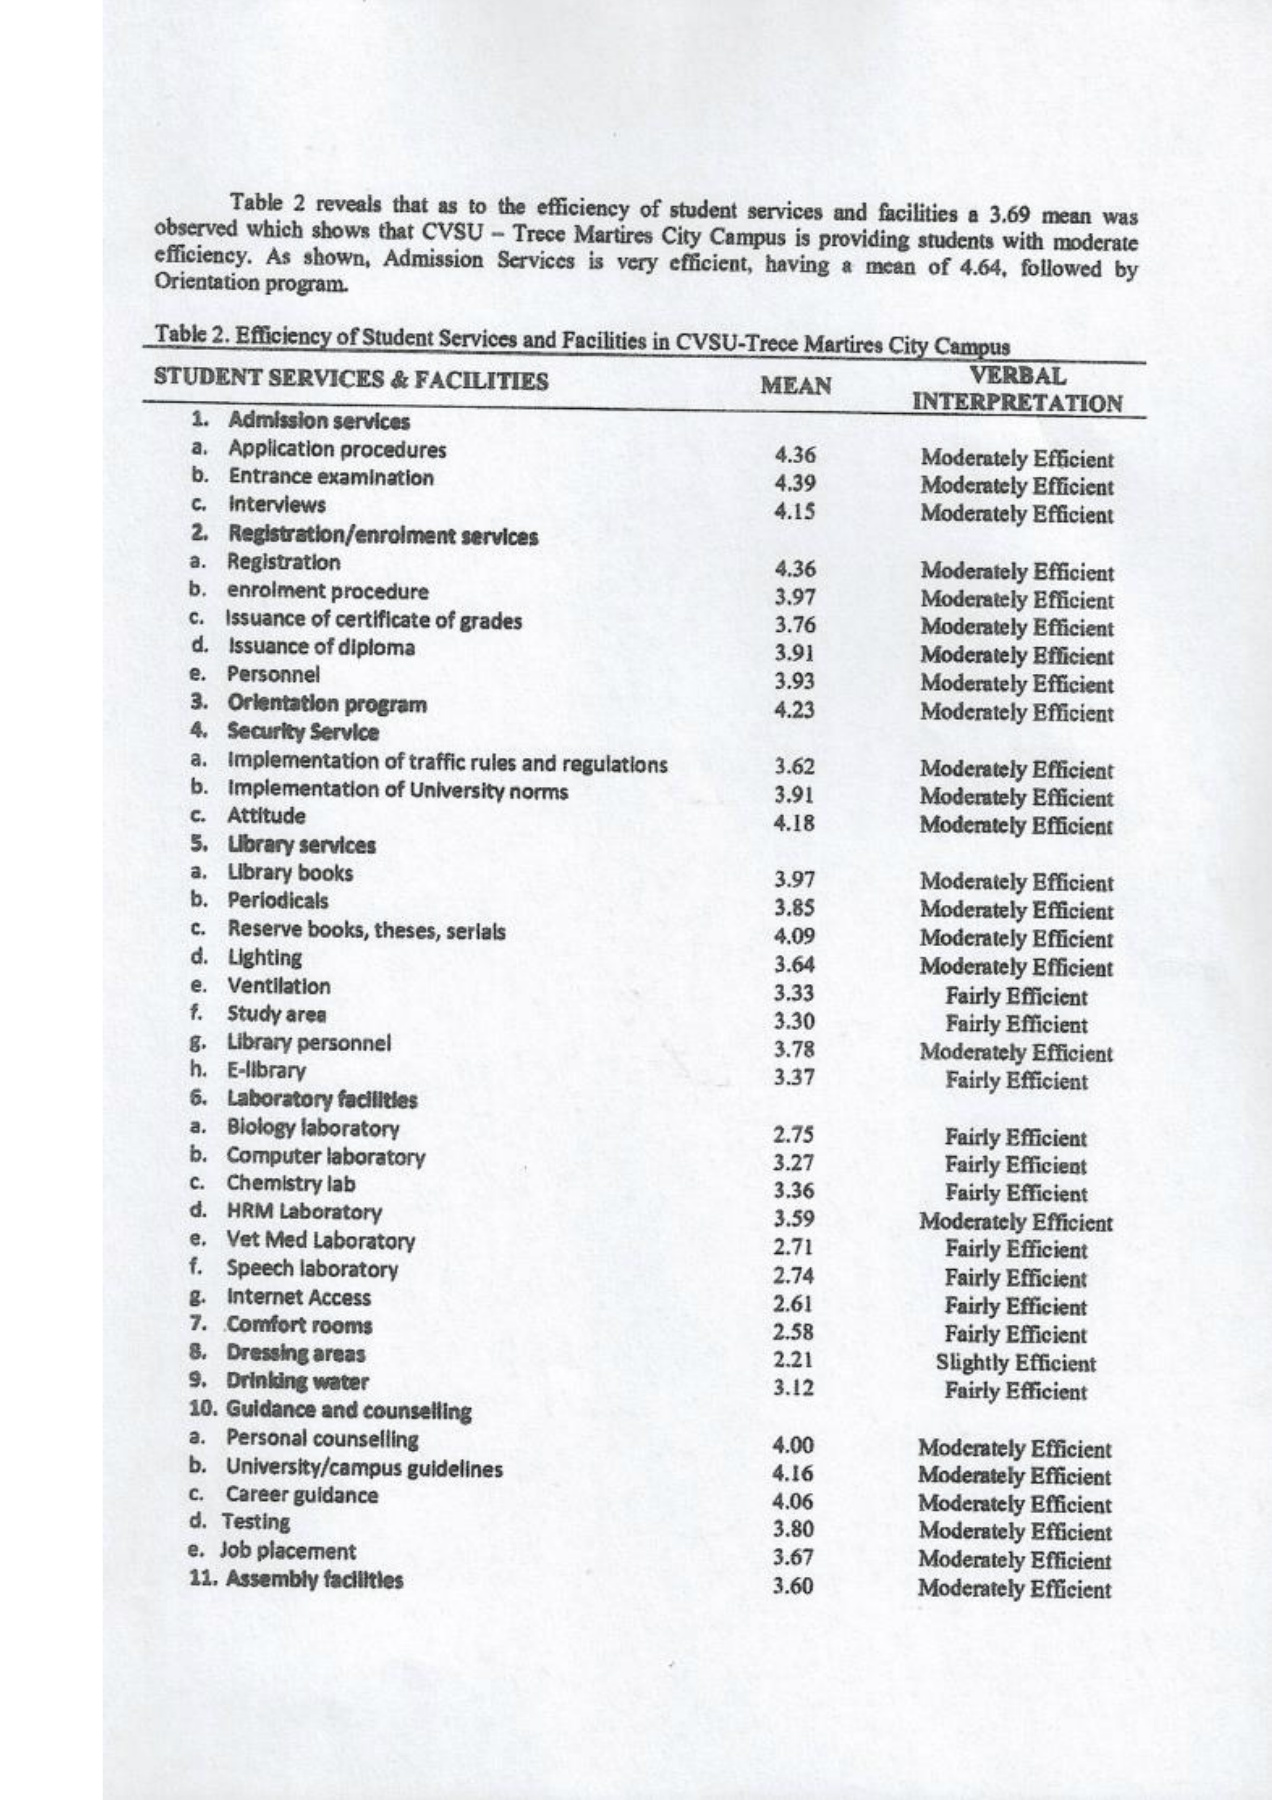 Table 2 reveals that as to the efficiency of student services and facilities a 3.69 mean was
observed which shows that CVSU – Trece Martires City Campus is providing students with moderate
efficiency. As shown, Admission Services is very efficient, having a mean of 4.64, followed by
Orientation program.
Table 2. Efficiency of Student Services and Facilities in CVSU-Trece Martires City Campus
STUDENT SERVICES & FACILITIES MEAN VERBAL
INTERPRETATION
1. Admission services
a. Application procedures 4.36 Moderately Efficient
b. Entrance examination 4.39 Moderately Efficient
c. Interviews 4.15 Moderately Efficient
2. Registration/enrolment services
a. Registration 4.36 Moderately Efficient
b. enrolment procedure 3.97 Moderately Efficient
c. Issuance of certificate of grades 3.76 Moderately Efficient
d. Issuance of diploma 3.91 Moderately Efficient
e. Personnel 3.93 Moderately Efficient
3. Orientation program 4.23 Moderately Efficient
4. Security Service
a. Implementation of traffic rules and regulations 3.62 Moderately Efficient
b. Implementation of University norms 3.91 Moderately Efficient
c. Attitude 4.18 Moderately Efficient
5. Library services
a. Library books 3.97 Moderately Efficient
b. Periodicals 3.85 Moderately Efficient
c. Reserve books, theses, serials 4.09 Moderately Efficient
d. Lighting 3.64 Moderately Efficient
e. Ventilation 3.33 Fairly Efficient
f. Study area 3.30 Fairly Efficient
g. Library personnel 3.78 Moderately Efficient
h. E-library 3.37 Fairly Efficient
6. Laboratory facilities
a. Biology laboratory 2.75 Fairly Efficient
b. Computer laboratory 3.27 Fairly Efficient
c. Chemistry lab 3.36 Fairly Efficient
d. HRM Laboratory 3.59 Moderately Efficient
e. Vet Med Laboratory 2.71 Fairly Efficient
f. Speech laboratory 2.74 Fairly Efficient
g. Internet Access 2.61 Fairly Efficient
7. Comfort rooms 2.58 Fairly Efficient
8. Dressing areas 2.21 Slightly Efficient
9. Drinking water 3.12 Fairly Efficient
10. Guidance and counselling
a. Personal counselling 4.00 Moderately Efficient
b. University/campus guidelines 4.16 Moderately Efficient
c. Career guidance 4.06 Moderately Efficient
d. Testing 3.80 Moderately Efficient
e. Job placement 3.67 Moderately Efficient
11. Assembly facilities 3.60 Moderately Efficient